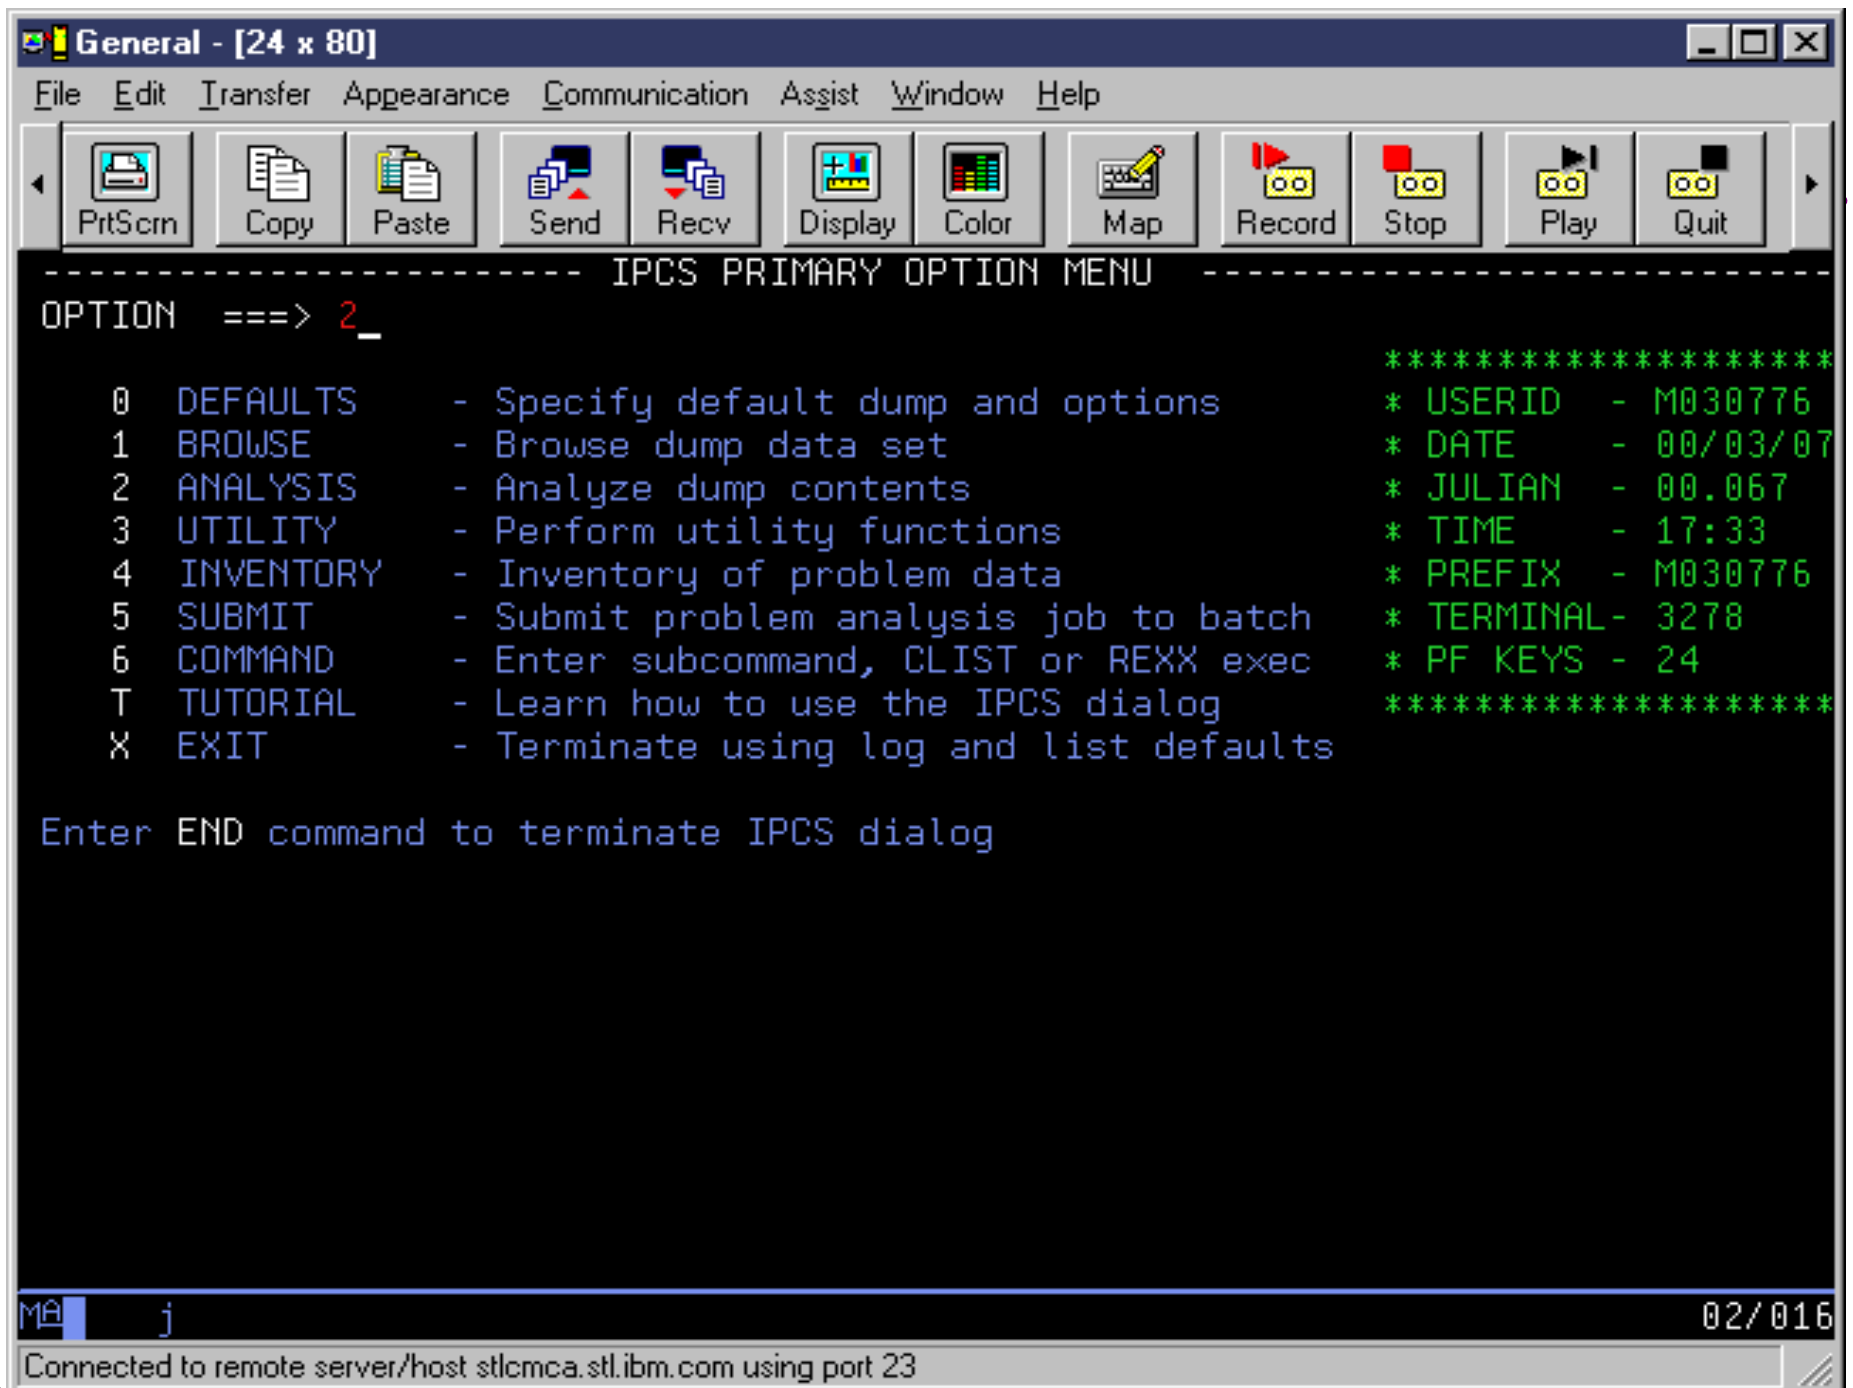 General - [24 x 80]
File Edit Transfer Appearance Communication Assist Window Help
PrtScrn Copy Paste Send Recv Display Color Map Record Stop Play Quit
------------------------- IPCS PRIMARY OPTION MENU ----------------------------
OPTION ===> 2_
********************
0 DEFAULTS - Specify default dump and options * USERID - M030776
1 BROWSE - Browse dump data set * DATE - 00/03/07
2 ANALYSIS - Analyze dump contents * JULIAN - 00.067
3 UTILITY - Perform utility functions * TIME - 17:33
4 INVENTORY - Inventory of problem data * PREFIX - M030776
5 SUBMIT - Submit problem analysis job to batch * TERMINAL- 3278
6 COMMAND - Enter subcommand, CLIST or REXX exec * PF KEYS - 24
T TUTORIAL - Learn how to use the IPCS dialog ********************
X EXIT - Terminate using log and list defaults
Enter END command to terminate IPCS dialog
MA j 02/016
Connected to remote server/host stlcmca.stl.ibm.com using port 23